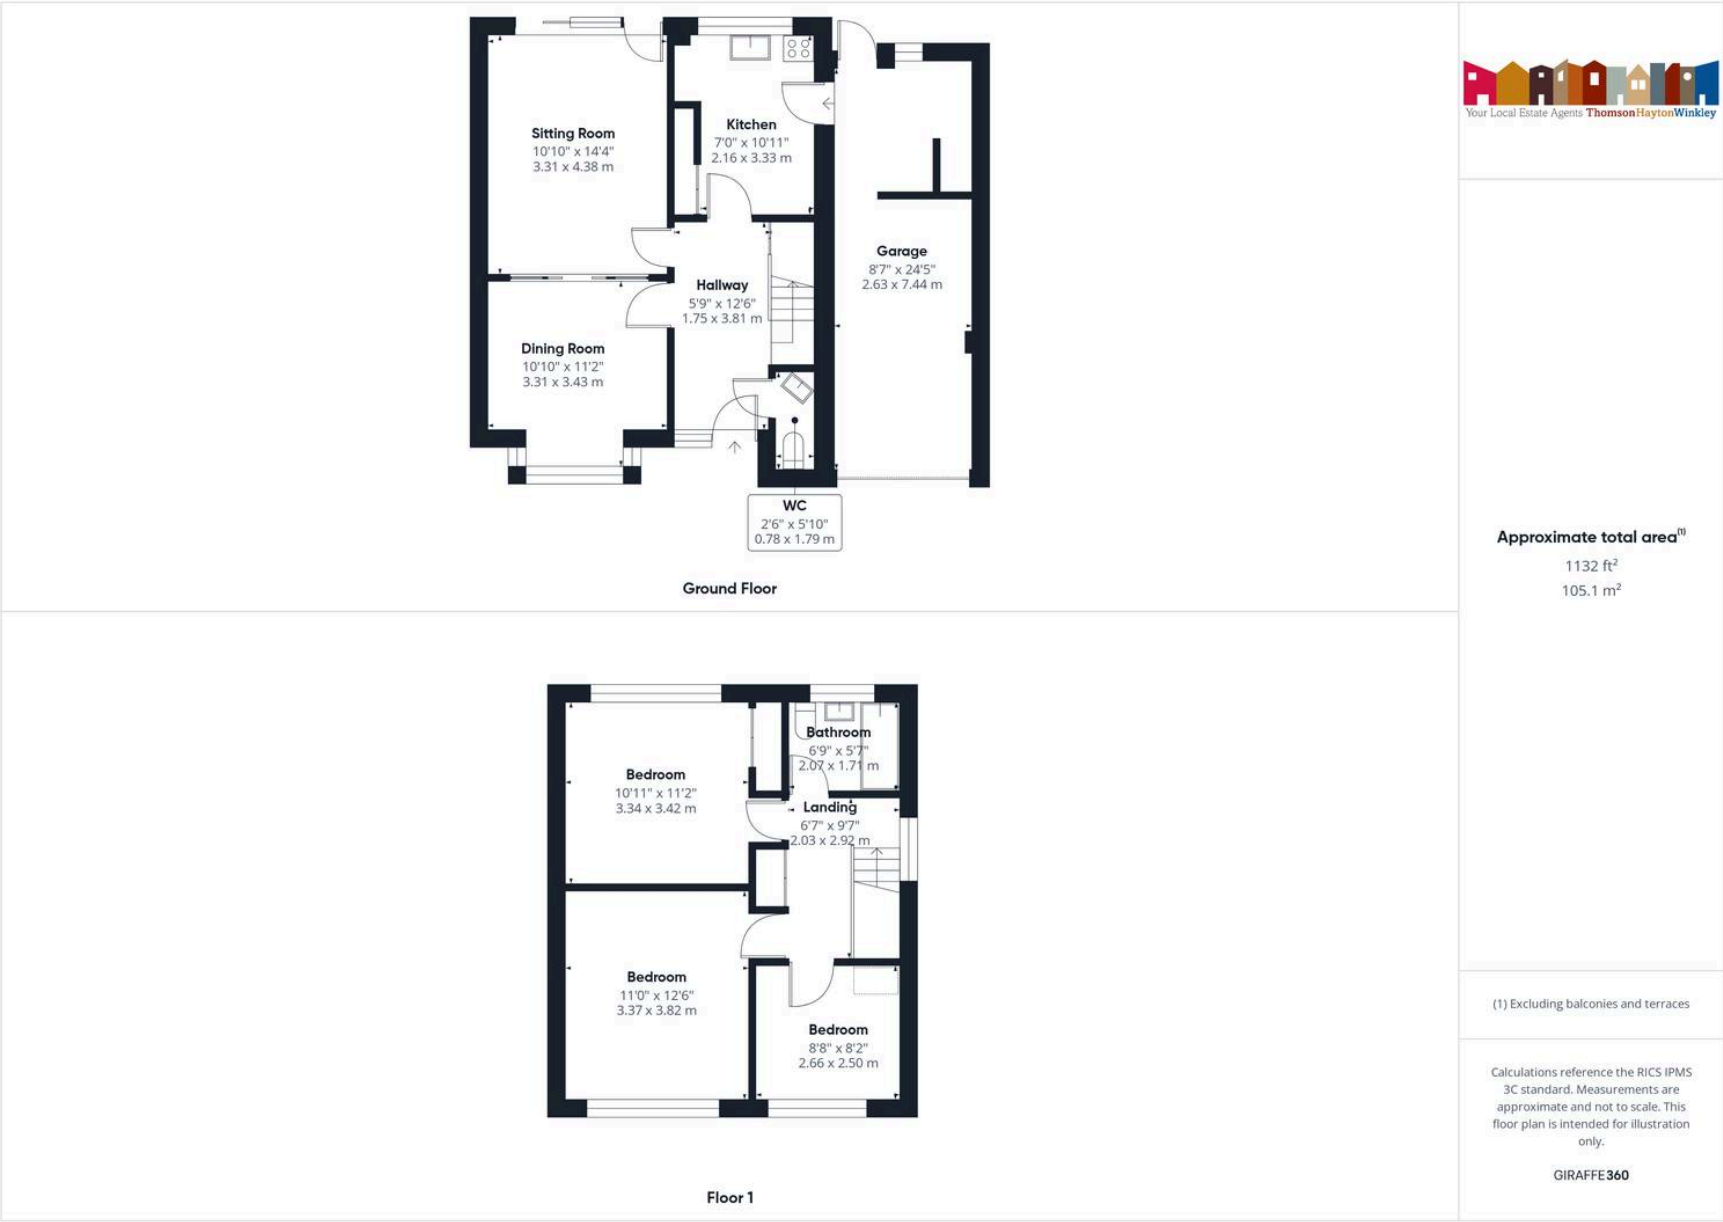 Your Local Estate Agents ThomsonHaytonWinkley
Sitting Room
10'10" x 14'4"
3.31 x 4.38 m
Kitchen
7'0" x 10'11"
2.16 x 3.33 m
Garage
8'7" x 24'5"
2.63 x 7.44 m
Hallway
5'9" x 12'6"
1.75 x 3.81 m
Dining Room
10'10" x 11'2"
3.31 x 3.43 m
WC
2'6" x 5'10"
0.78 x 1.79 m
Ground Floor
Approximate total area(1)
1132 ft²
105.1 m²
Bathroom
6'9" x 5'7"
2.07 x 1.71 m
Bedroom
10'11" x 11'2"
3.34 x 3.42 m
Landing
6'7" x 9'7"
2.03 x 2.92 m
Bedroom
11'0" x 12'6"
3.37 x 3.82 m
Bedroom
8'8" x 8'2"
2.66 x 2.50 m
Floor 1
(1) Excluding balconies and terraces
Calculations reference the RICS IPMS
3C standard. Measurements are
approximate and not to scale. This
floor plan is intended for illustration
only.
GIRAFFE360